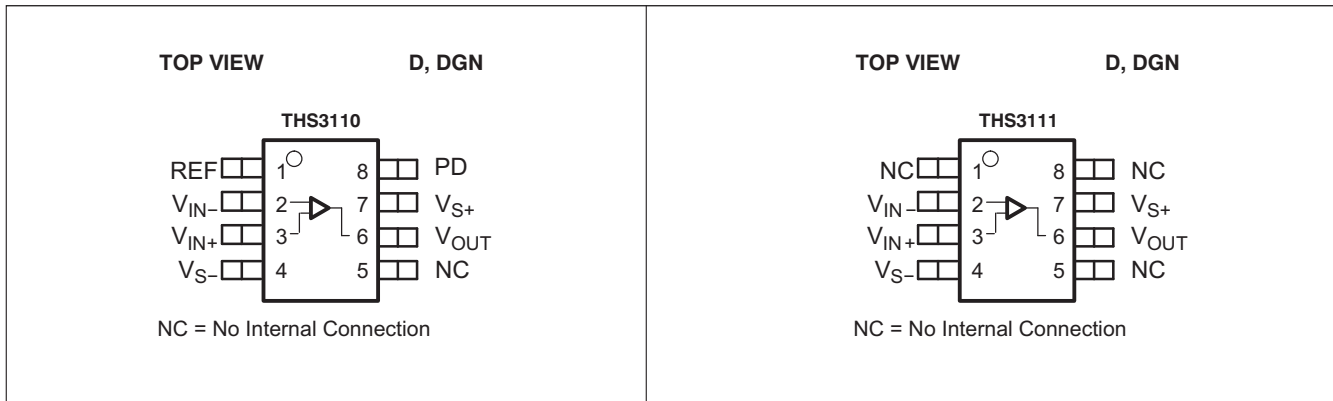 TOP VIEW D, DGN
THS3110
REF 1 8 PD
VIN− 2 7 VS+
VIN+ 3 6 VOUT
VS− 4 5 NC
NC = No Internal Connection
TOP VIEW D, DGN
THS3111
NC 1 8 NC
VIN− 2 7 VS+
VIN+ 3 6 VOUT
VS− 4 5 NC
NC = No Internal Connection